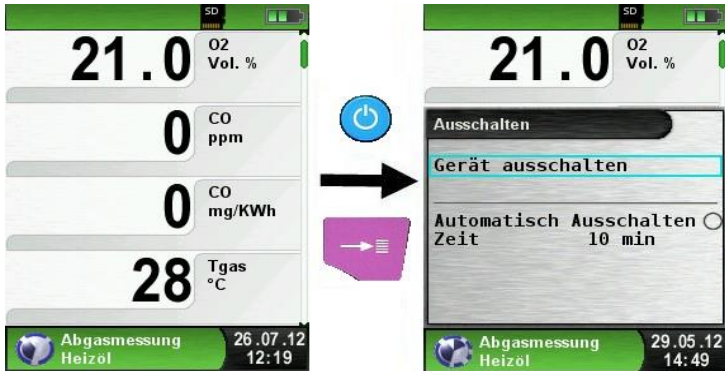 SD
21.0 O2
Vol. %
0 CO
ppm
0 CO
mg/KWh
28 Tgas
°C
Abgasmessung 26.07.12
Heizöl 12:19
SD
21.0 O2
Vol. %
Ausschalten
Gerät ausschalten
Automatisch Ausschalten
Zeit 10 min
Abgasmessung 29.05.12
Heizöl 14:49